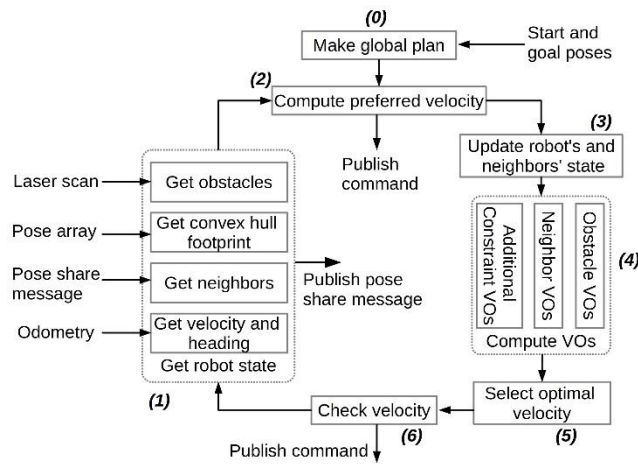 (0)
Make global plan
Start and
goal poses
(2)
Compute preferred velocity
(3)
Publish
command
Update robot's and
neighbors' state
Laser scan
Get obstacles
Pose array
Get convex hull
footprint
Pose share
message
Get neighbors
Publish pose
share message
Odometry
Get velocity and
heading
Get robot state
(1)
Additional
Constraint VOs
Neighbor VOs
Obstacle VOs
(4)
Compute VOs
Select optimal
velocity
(5)
Check velocity
(6)
Publish command